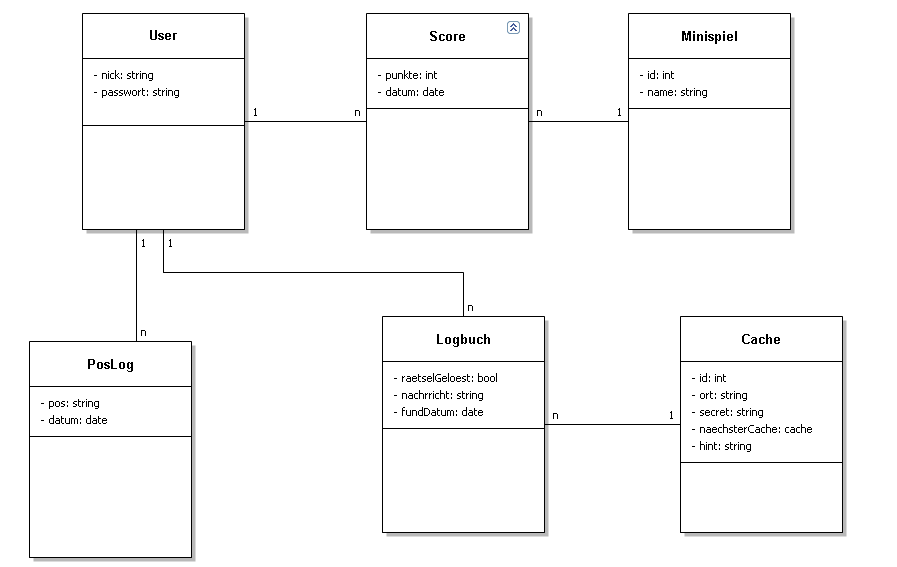 User
- nick: string
- passwort: string
1
n
Score
- punkte: int
- datum: date
n
1
Minispiel
- id: int
- name: string
1
1
n
n
PosLog
- pos: string
- datum: date
Logbuch
- raetselGeloest: bool
- nachrricht: string
- fundDatum: date
n
1
Cache
- id: int
- ort: string
- secret: string
- naechsterCache: cache
- hint: string